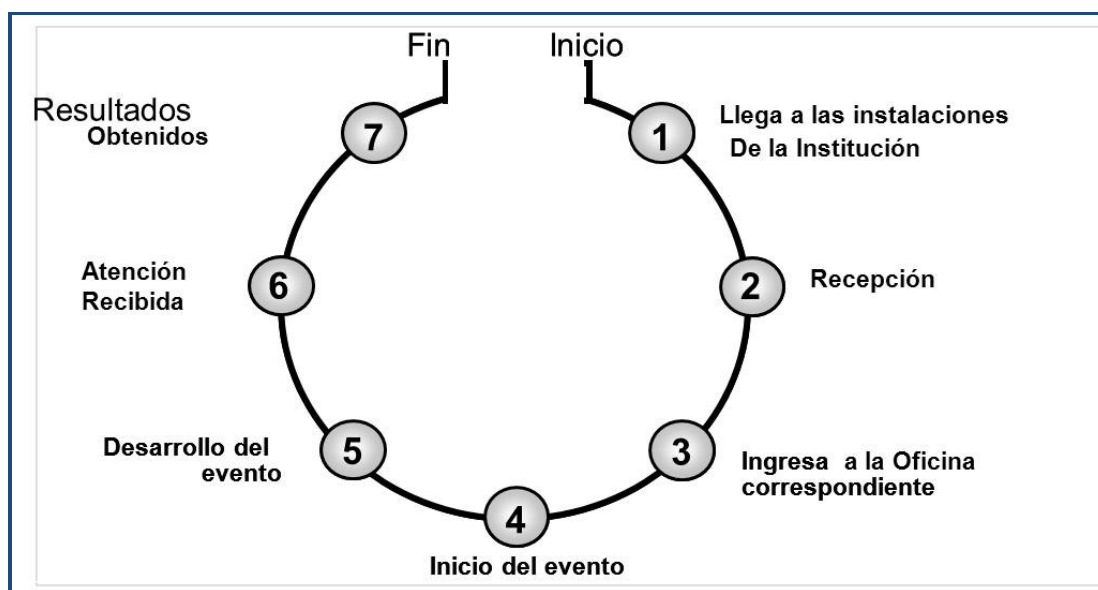 Fin
Inicio
1
Llega a las instalaciones
De la Institución
2
Recepción
3
Ingresa a la Oficina
correspondiente
4
Inicio del evento
5
Desarrollo del
evento
6
Atención
Recibida
7
Resultados
Obtenidos